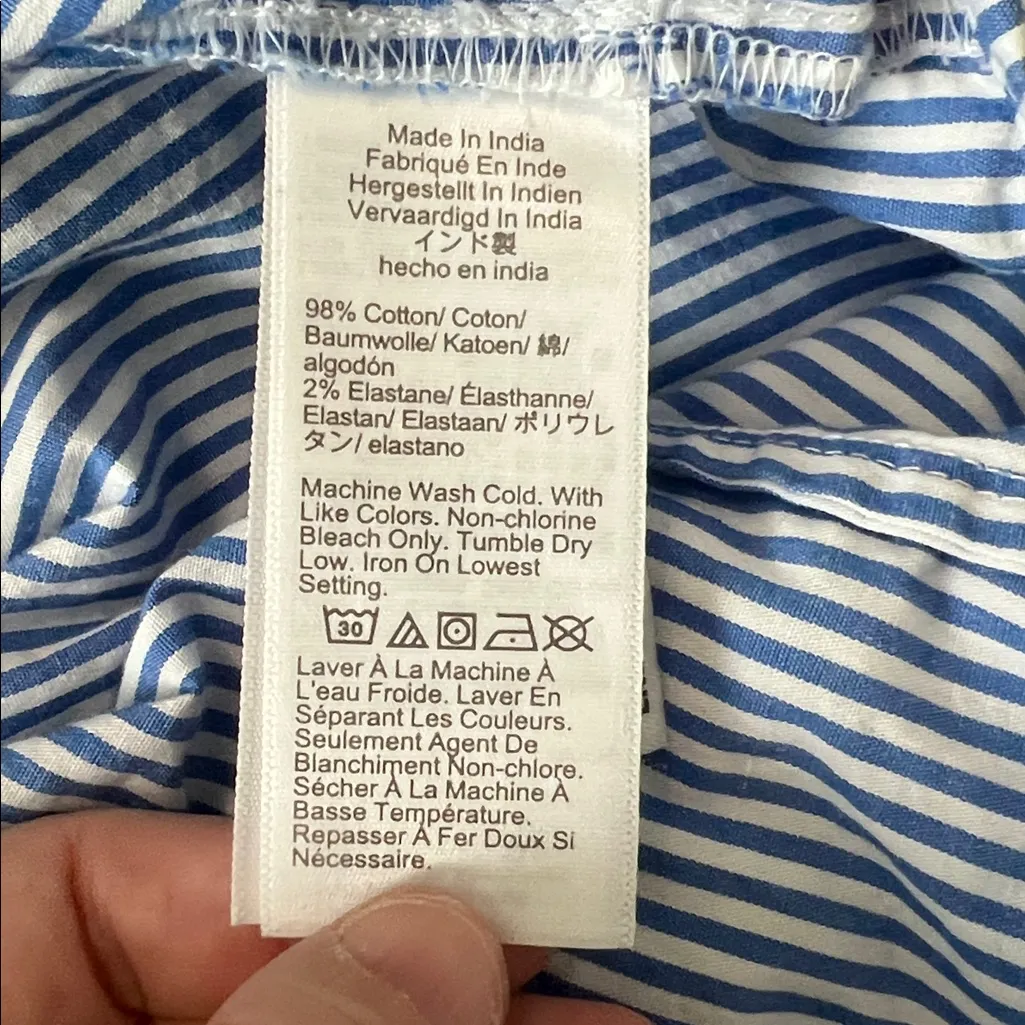 Made In India
Fabriqué En Inde
Hergestellt In Indien
Vervaardigd In India
インド製
hecho en india
98% Cotton/ Coton/
Baumwolle/ Katoen/ 綿/
algodón
2% Elastane/ Élasthanne/
Elastan/ Elastaan/ ポリウレ
タン/ elastano
Machine Wash Cold. With
Like Colors. Non-chlorine
Bleach Only. Tumble Dry
Low. Iron On Lowest
Setting.
30
Laver À La Machine À
L'eau Froide. Laver En
Séparant Les Couleurs.
Seulement Agent De
Blanchiment Non-chlore.
Sécher À La Machine À
Basse Température.
Repasser À Fer Doux Si
Nécessaire.